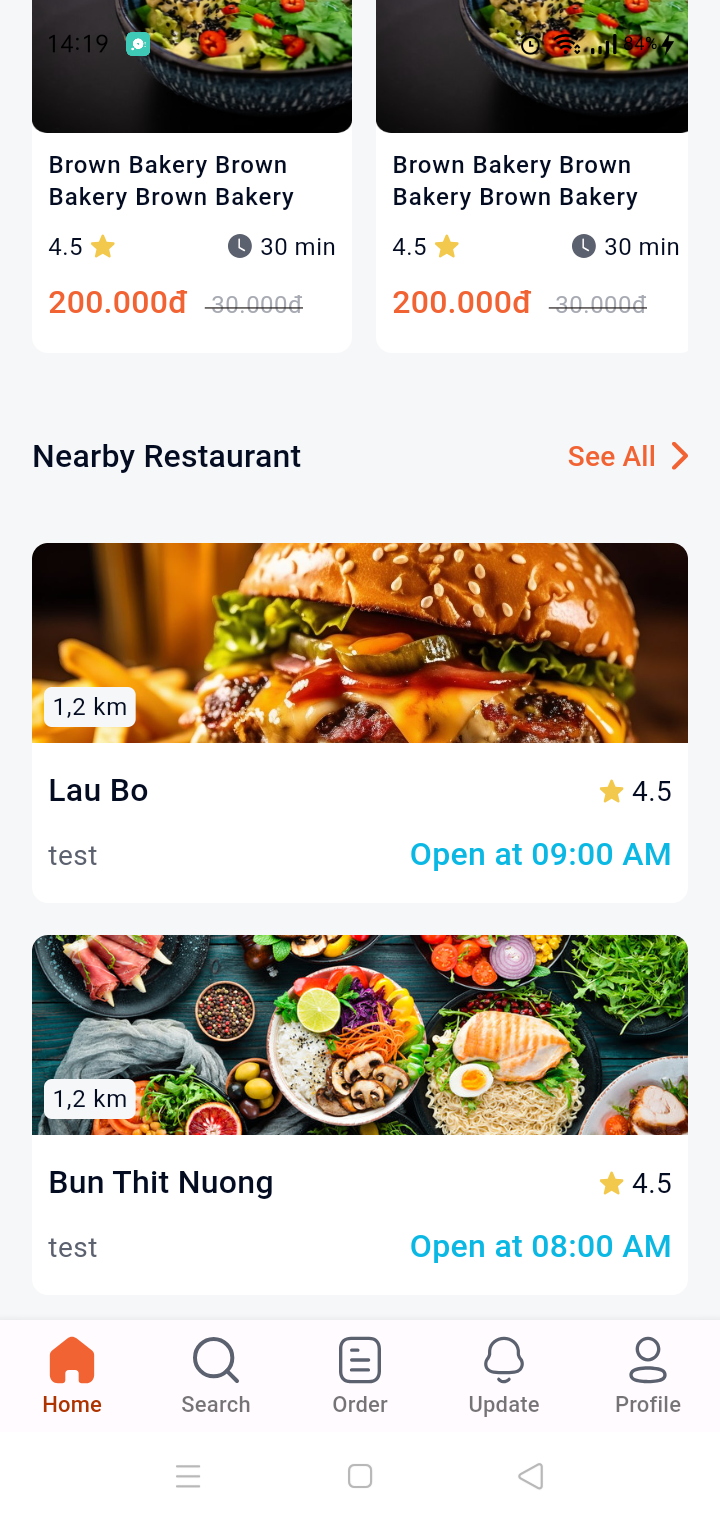 14:19 84%
Brown Bakery Brown
Bakery Brown Bakery
4.5 30 min
200.000đ 30.000đ
Brown Bakery Brown
Bakery Brown Bakery
4.5 30 min
200.000đ 30.000đ
Nearby Restaurant See All
1,2 km
Lau Bo 4.5
test Open at 09:00 AM
1,2 km
Bun Thit Nuong 4.5
test Open at 08:00 AM
Home Search Order Update Profile